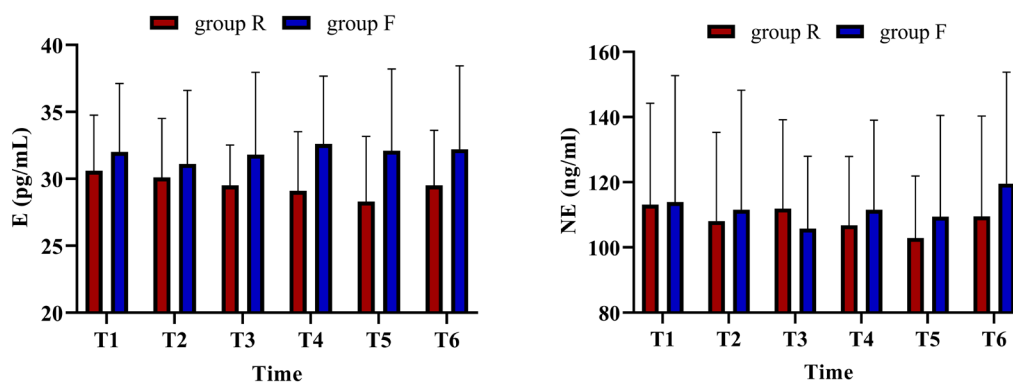 group R group F
E (pg/mL)
40
35
30
25
20
T1 T2 T3 T4 T5 T6
Time
group R group F
NE (ng/ml)
160
140
120
100
80
T1 T2 T3 T4 T5 T6
Time